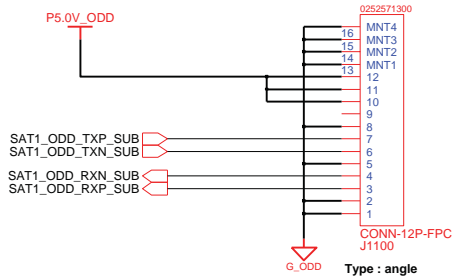 0252571300
P5.0V_ODD
MNT4
16
MNT3
15
MNT2
14
MNT1
13
12
11
10
9
8
SAT1_ODD_TXP_SUB
7
SAT1_ODD_TXN_SUB
6
5
SAT1_ODD_RXN_SUB
4
SAT1_ODD_RXP_SUB
3
2
1
CONN-12P-FPC
J1100
G_ODD
Type : angle